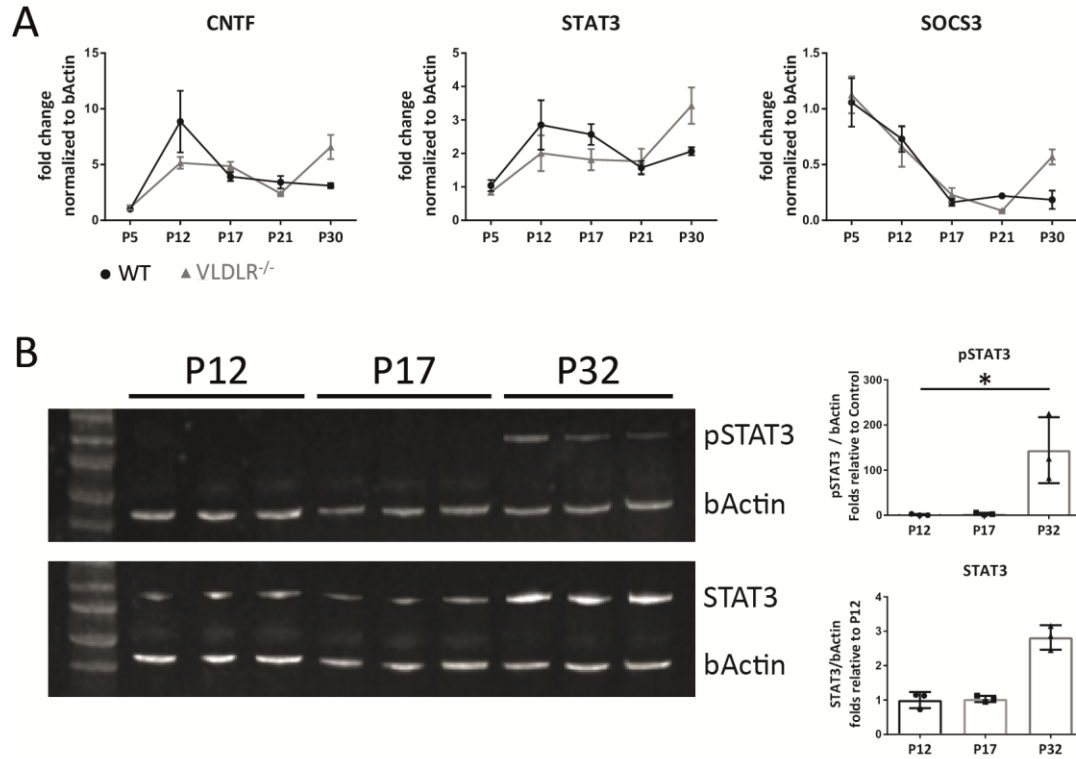 A
CNTF
fold change
normalized to bActin
15
10
5
0
P5 P12 P17 P21 P30
STAT3
fold change
normalized to bActin
5
4
3
2
1
0
P5 P12 P17 P21 P30
SOCS3
fold change
normalized to bActin
1.5
1.0
0.5
0.0
P5 P12 P17 P21 P30
WT VLDLR-/-
B
P12 P17 P32
pSTAT3
bActin
STAT3
bActin
pSTAT3
pSTAT3 / bActin
Folds relative to Control
300
200
100
0
*
P12 P17 P32
STAT3
STAT3/bActin
folds relative to P12
4
3
2
1
0
P12 P17 P32